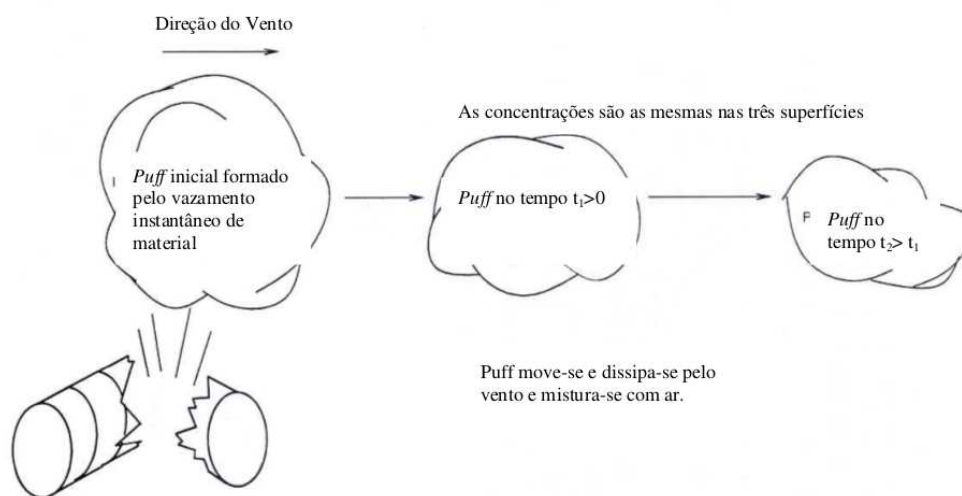 Direção do Vento
As concentrações são as mesmas nas três superfícies
Puff inicial formado
pelo vazamento
instantâneo de
material
Puff no tempo t₁>0
Puff no
tempo t₂> t₁
Puff move-se e dissipa-se pelo
vento e mistura-se com ar.